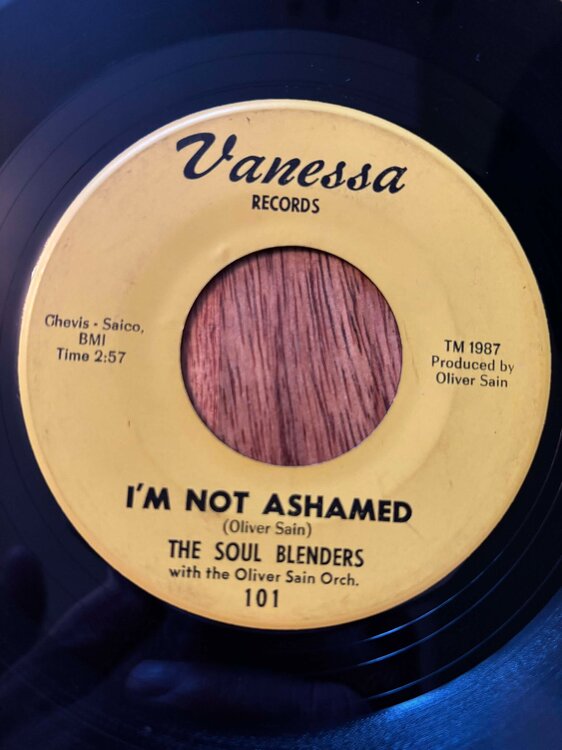 Vanessa
RECORDS
Chevis - Saico,
BMI
Time 2:57
TM 1987
Produced by
Oliver Sain
I'M NOT ASHAMED
(Oliver Sain)
THE SOUL BLENDERS
with the Oliver Sain Orch.
101